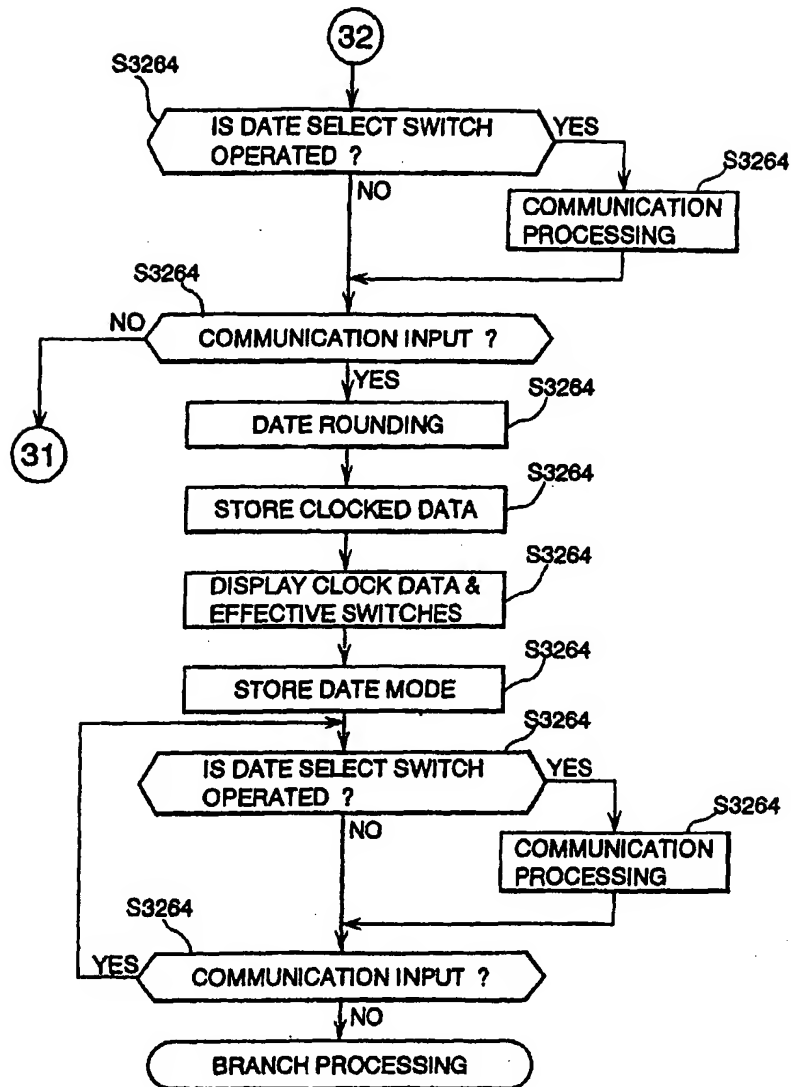 32
S3264
IS DATE SELECT SWITCH
OPERATED ?
YES
S3264
COMMUNICATION
PROCESSING
NO
S3264
NO
COMMUNICATION INPUT ?
YES
31
S3264
DATE ROUNDING
S3264
STORE CLOCKED DATA
S3264
DISPLAY CLOCK DATA &
EFFECTIVE SWITCHES
S3264
STORE DATE MODE
S3264
IS DATE SELECT SWITCH
OPERATED ?
YES
S3264
COMMUNICATION
PROCESSING
NO
S3264
YES
COMMUNICATION INPUT ?
NO
BRANCH PROCESSING